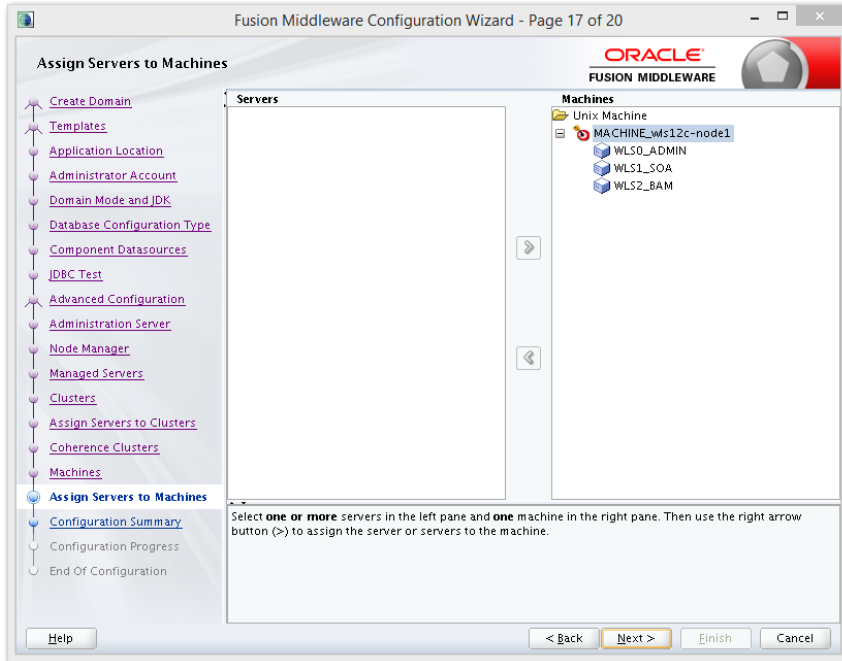 Fusion Middleware Configuration Wizard - Page 17 of 20
Assign Servers to Machines
ORACLE
FUSION MIDDLEWARE
Create Domain
Templates
Application Location
Administrator Account
Domain Mode and JDK
Database Configuration Type
Component Datasources
JDBC Test
Advanced Configuration
Administration Server
Node Manager
Managed Servers
Clusters
Assign Servers to Clusters
Coherence Clusters
Machines
Assign Servers to Machines
Configuration Summary
Configuration Progress
End Of Configuration
Servers
Machines
Unix Machine
MACHINE_wls12c-node1
WLS0_ADMIN
WLS1_SOA
WLS2_BAM
Select one or more servers in the left pane and one machine in the right pane. Then use the right arrow
button (>) to assign the server or servers to the machine.
Help
< Back
Next >
Finish
Cancel